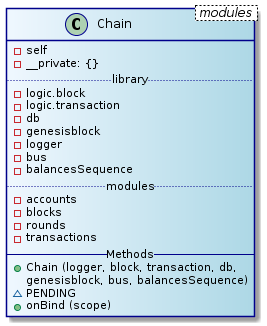 modules
C Chain
self
__private: {}
library
logic.block
logic.transaction
db
genesisblock
logger
bus
balancesSequence
modules
accounts
blocks
rounds
transactions
Methods
Chain (logger, block, transaction, db,
genesisblock, bus, balancesSequence)
PENDING
onBind (scope)